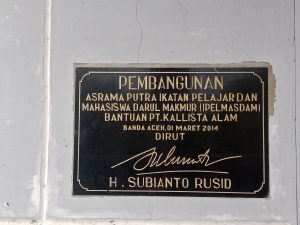 PEMBANGUNAN
ASRAMA PUTRA IKATAN PELAJAR DAN
MAHASISWA DARUL MAKMUR (IPELMASDAM)
BANTUAN PT. KALLISTA ALAM
BANDA ACEH, 01 MARET 2014
DIRUT
H. SUBIANTO RUSID